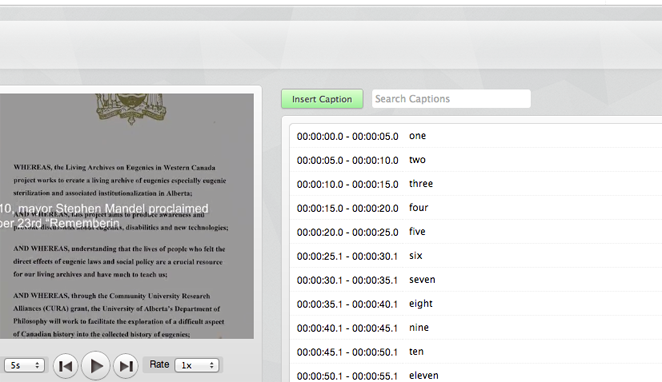 Insert Caption
Search Captions
WHEREAS, the Living Archives on Eugenics in Western Canada
project works to create a living archive of eugenics especially eugenic
sterilization and associated institutionalization in Alberta;
10, mayor Stephen Mandel proclaimed
AND WHEREAS, this project aims to produce awareness and
ber 23rd "Rememberin
eugenics, disabilities and new technologies;
AND WHEREAS, understanding that the lives of people who felt the
direct effects of eugenic laws and social policy are a crucial resource
for our living archives and have much to teach us;
AND WHEREAS, through the Community University Research
Alliances (CURA) grant, the University of Alberta's Department of
Philosophy will work to facilitate the exploration of a difficult aspect
of Canadian history into the collected history of eugenics;
5s
Rate
1x
00:00:00.0 - 00:00:05.0 one
00:00:05.0 - 00:00:10.0 two
00:00:10.0 - 00:00:15.0 three
00:00:15.0 - 00:00:20.0 four
00:00:20.0 - 00:00:25.0 five
00:00:25.1 - 00:00:30.1 six
00:00:30.1 - 00:00:35.1 seven
00:00:35.1 - 00:00:40.1 eight
00:00:40.1 - 00:00:45.1 nine
00:00:45.1 - 00:00:50.1 ten
00:00:50.1 - 00:00:55.1 eleven